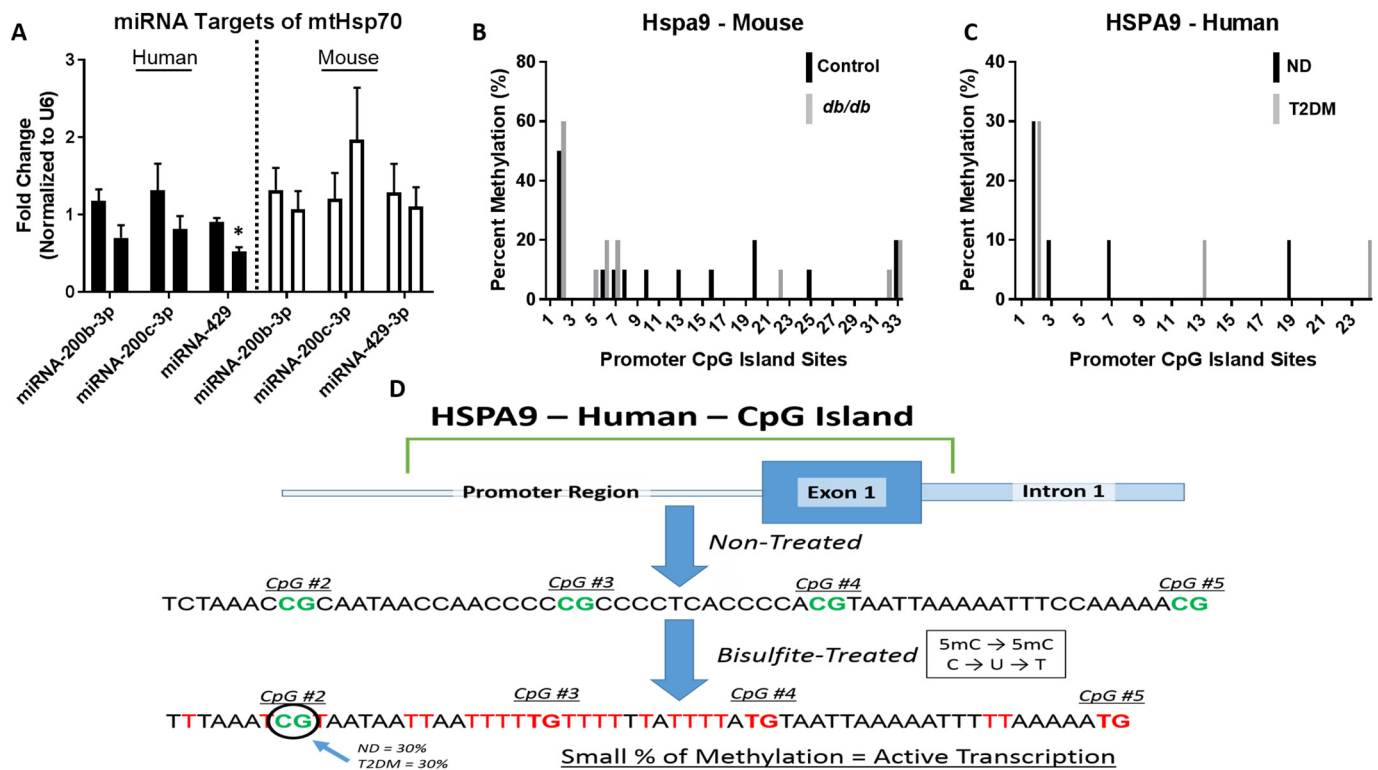 A
miRNA Targets of mtHsp70
Human
Mouse
Fold Change
(Normalized to U6)
3
2
1
0
*
miRNA-200b-3p
miRNA-200c-3p
miRNA-429
miRNA-200b-3p
miRNA-200c-3p
miRNA-429-3p
B
Hspa9 - Mouse
Control
db/db
Percent Methylation (%)
80
60
40
20
0
1 3 5 7 9 11 13 15 17 19 21 23 25 27 29 31 33
Promoter CpG Island Sites
C
HSPA9 - Human
ND
T2DM
Percent Methylation (%)
40
30
20
10
0
1 3 5 7 9 11 13 15 17 19 21 23
Promoter CpG Island Sites
D
HSPA9 – Human – CpG Island
Promoter Region
Exon 1
Intron 1
Non-Treated
CpG #2 CpG #3 CpG #4 CpG #5
TCTAAACCGCAATAACCAACCCCCGCCCCTCACCCCACGTAATTAAAAATTTCCAAAAACG
Bisulfite-Treated
5mC → 5mC
C → U → T
CpG #2 CpG #3 CpG #4 CpG #5
TTTAAATCGTAATAATTAATTTTTGTTTTTTATTTTATGTAATTAAAAATTTTTAAAAATG
ND = 30%
T2DM = 30%
Small % of Methylation = Active Transcription